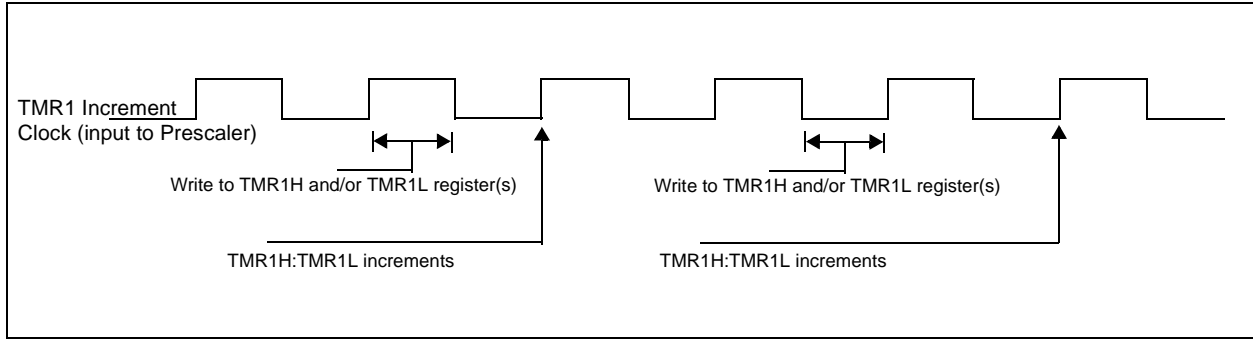 TMR1 Increment
Clock (input to Prescaler)
Write to TMR1H and/or TMR1L register(s)
Write to TMR1H and/or TMR1L register(s)
TMR1H:TMR1L increments
TMR1H:TMR1L increments